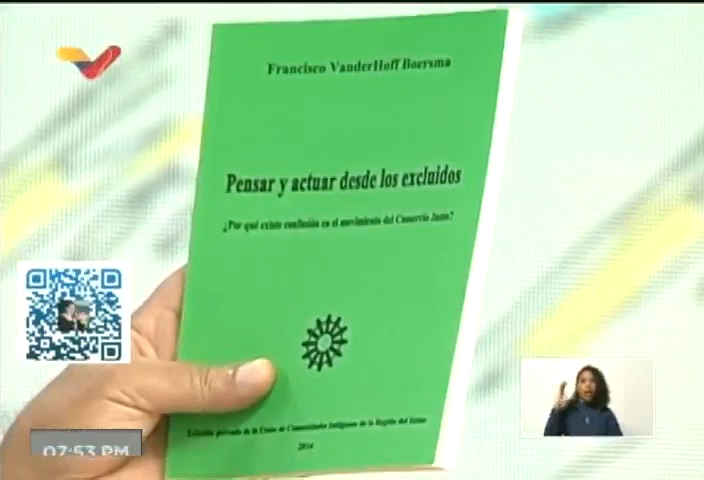 Francisco VanderHoff Boersma
Pensar y actuar desde los excluidos
¿Por qué existe confusión en el movimiento del Comercio Justo?
Edición privada de la Unión de Comunidades Indígenas de la Región del Istmo
2014
07:53 PM